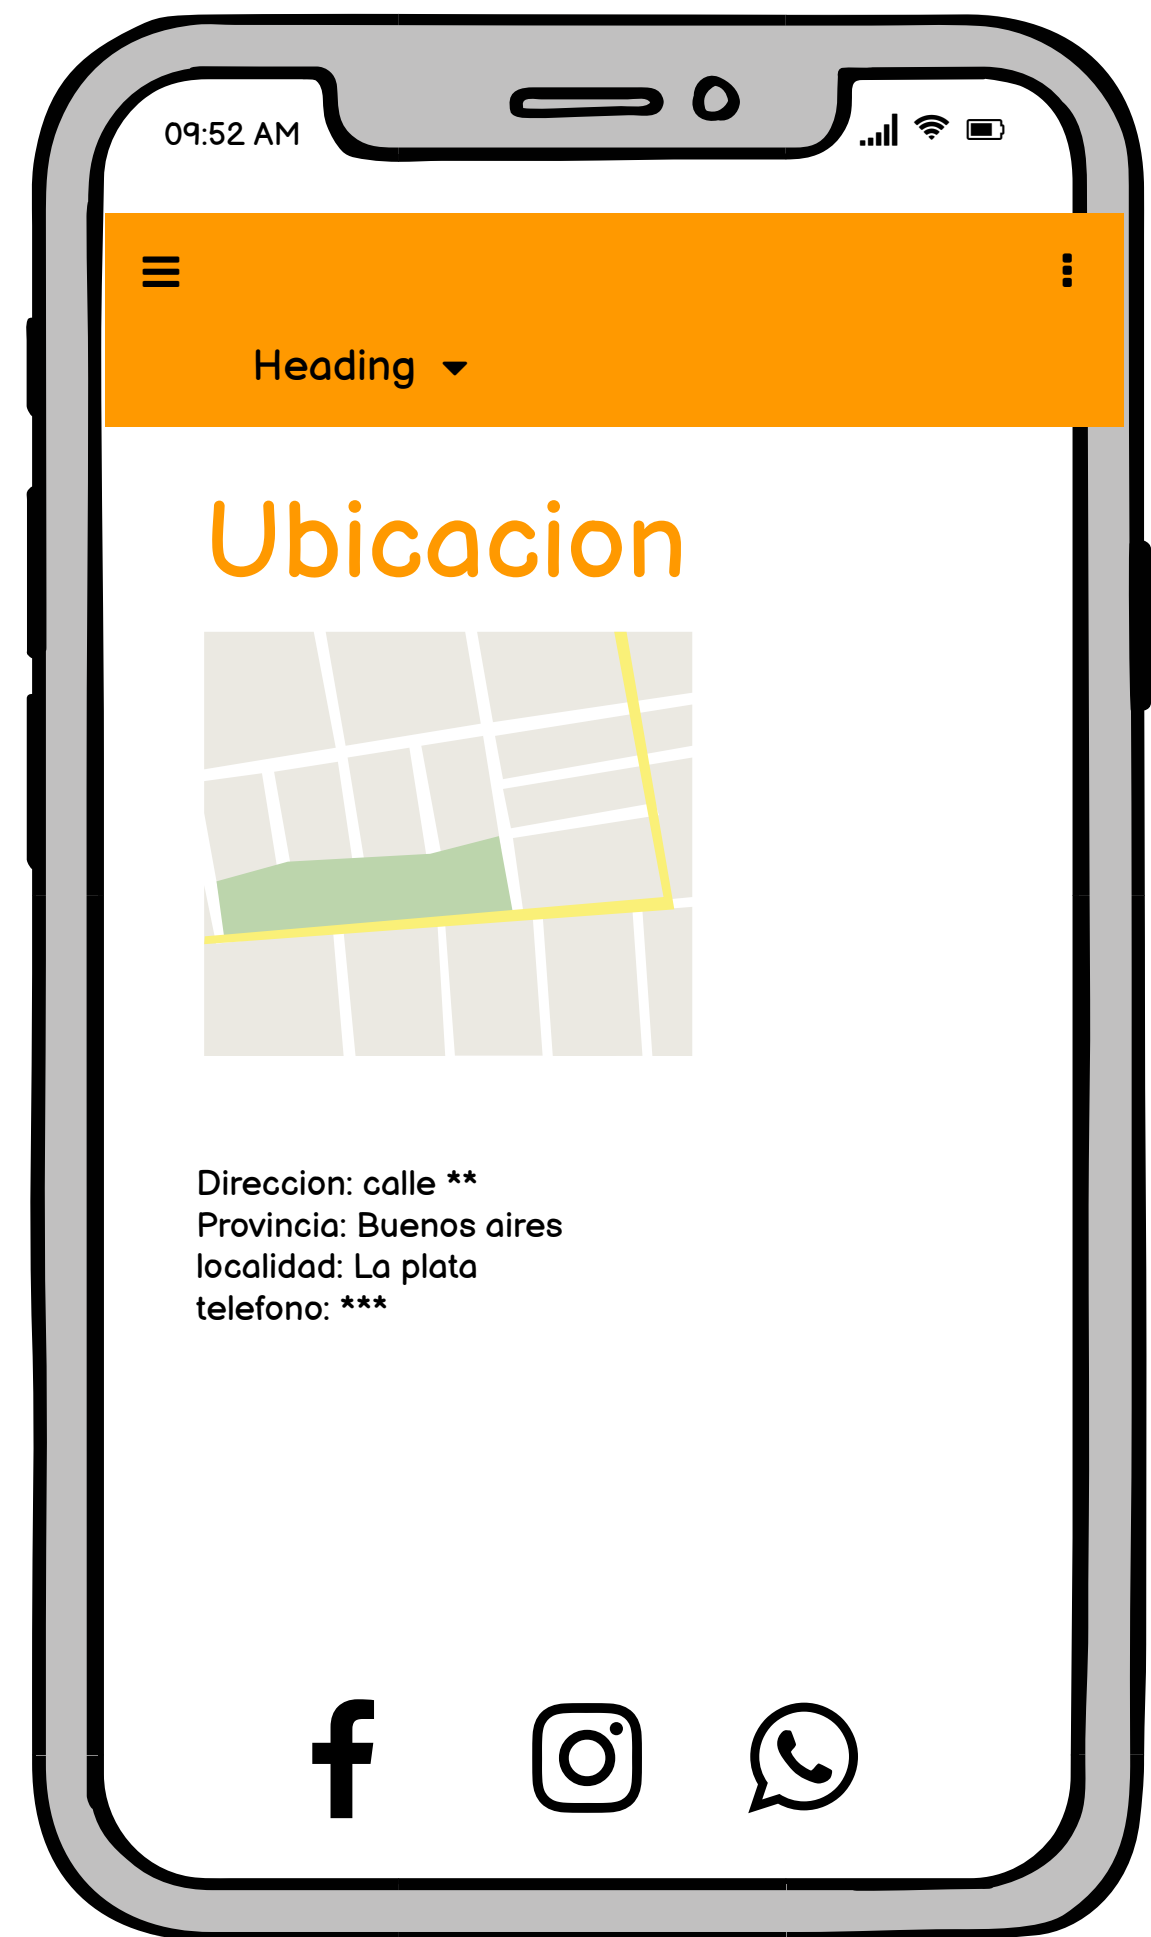 09:52 AM
Heading
Ubicacion
Direccion: calle **
Provincia: Buenos aires
localidad: La plata
telefono: ***